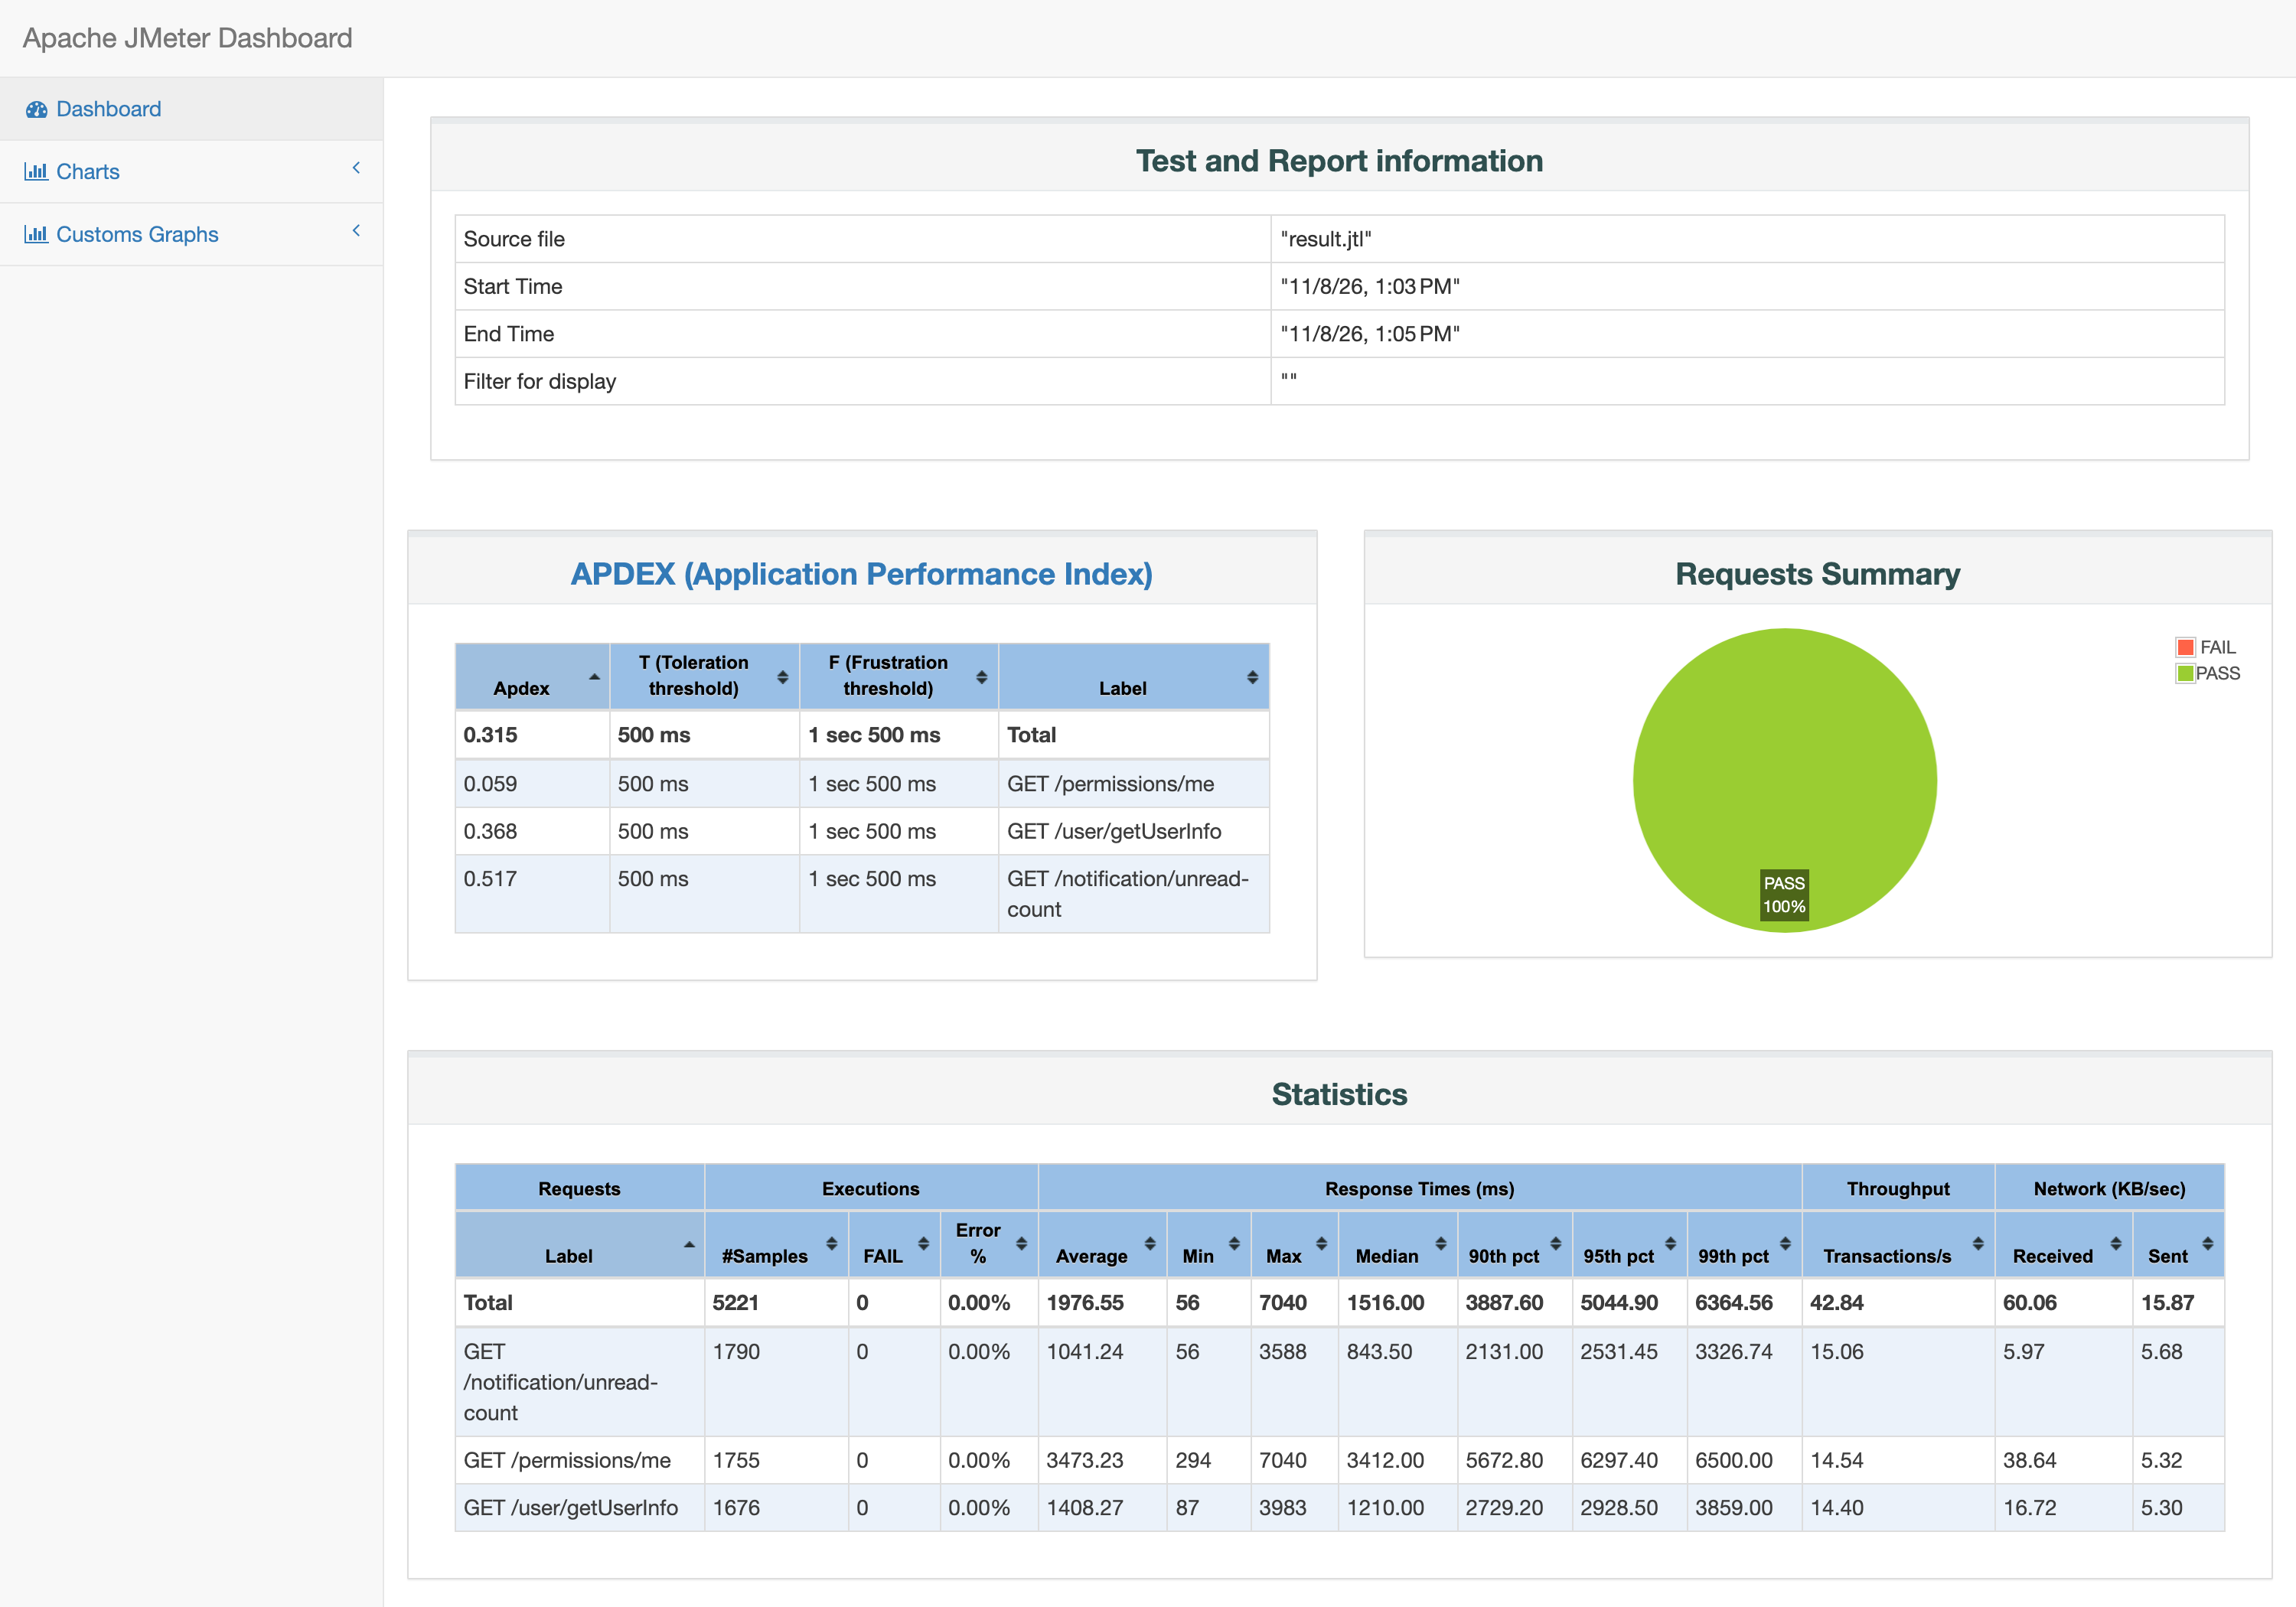 Apache JMeter Dashboard
Dashboard
Charts
Customs Graphs
Test and Report information
Source file "result.jtl"
Start Time "11/8/26, 1:03 PM"
End Time "11/8/26, 1:05 PM"
Filter for display ""
APDEX (Application Performance Index)
Apdex T (Toleration threshold) F (Frustration threshold) Label
0.315 500 ms 1 sec 500 ms Total
0.059 500 ms 1 sec 500 ms GET /permissions/me
0.368 500 ms 1 sec 500 ms GET /user/getUserInfo
0.517 500 ms 1 sec 500 ms GET /notification/unread-
count
Requests Summary
FAIL
PASS
PASS
100%
Statistics
Requests Executions Response Times (ms) Throughput Network (KB/sec)
Label #Samples FAIL Error % Average Min Max Median 90th pct 95th pct 99th pct Transactions/s Received Sent
Total 5221 0 0.00% 1976.55 56 7040 1516.00 3887.60 5044.90 6364.56 42.84 60.06 15.87
GET 1790 0 0.00% 1041.24 56 3588 843.50 2131.00 2531.45 3326.74 15.06 5.97 5.68
/notification/unread-
count
GET /permissions/me 1755 0 0.00% 3473.23 294 7040 3412.00 5672.80 6297.40 6500.00 14.54 38.64 5.32
GET /user/getUserInfo 1676 0 0.00% 1408.27 87 3983 1210.00 2729.20 2928.50 3859.00 14.40 16.72 5.30